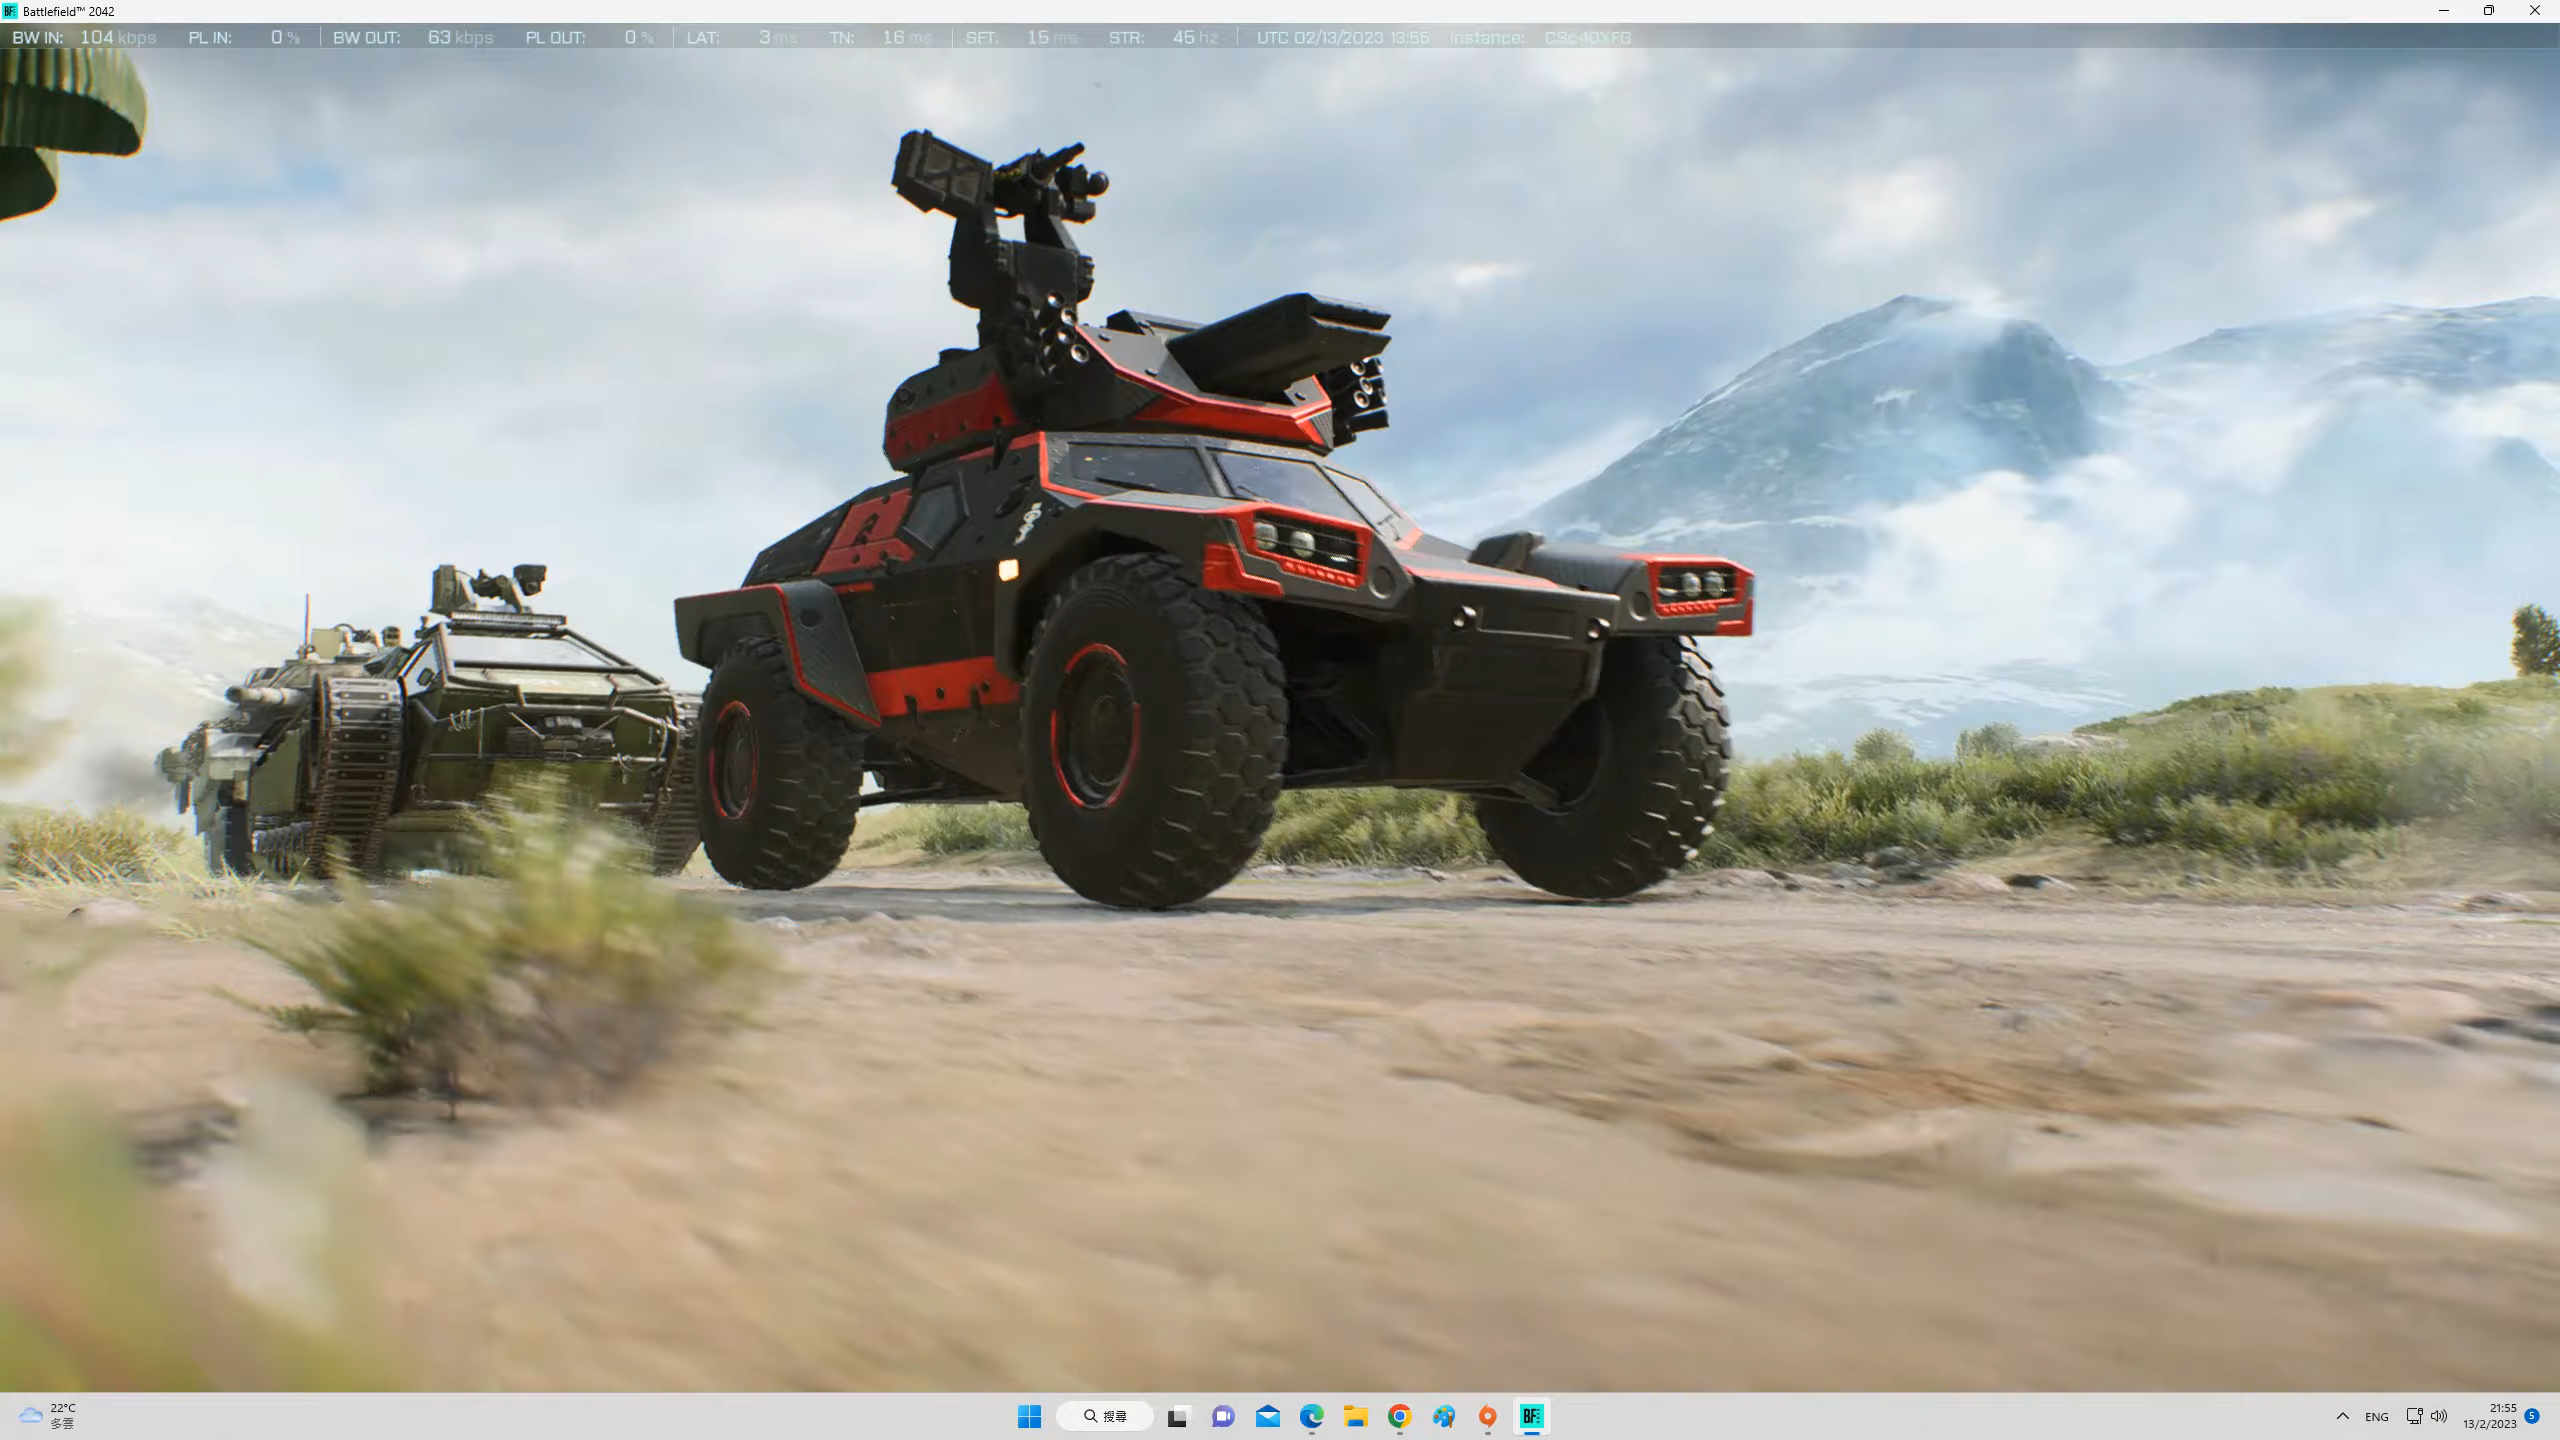 Battlefield™ 2042
BW IN: 104 kbps PL IN: 0 % BW OUT: 63 kbps PL OUT: 0 % LAT: 3 ms TN: 16 ms SFT: 15 ms STR: 45 hz UTC 02/13/2023 13:55 Instance:
R
22°C
多雲
搜尋
BF
ENG
21:55
13/2/2023
5